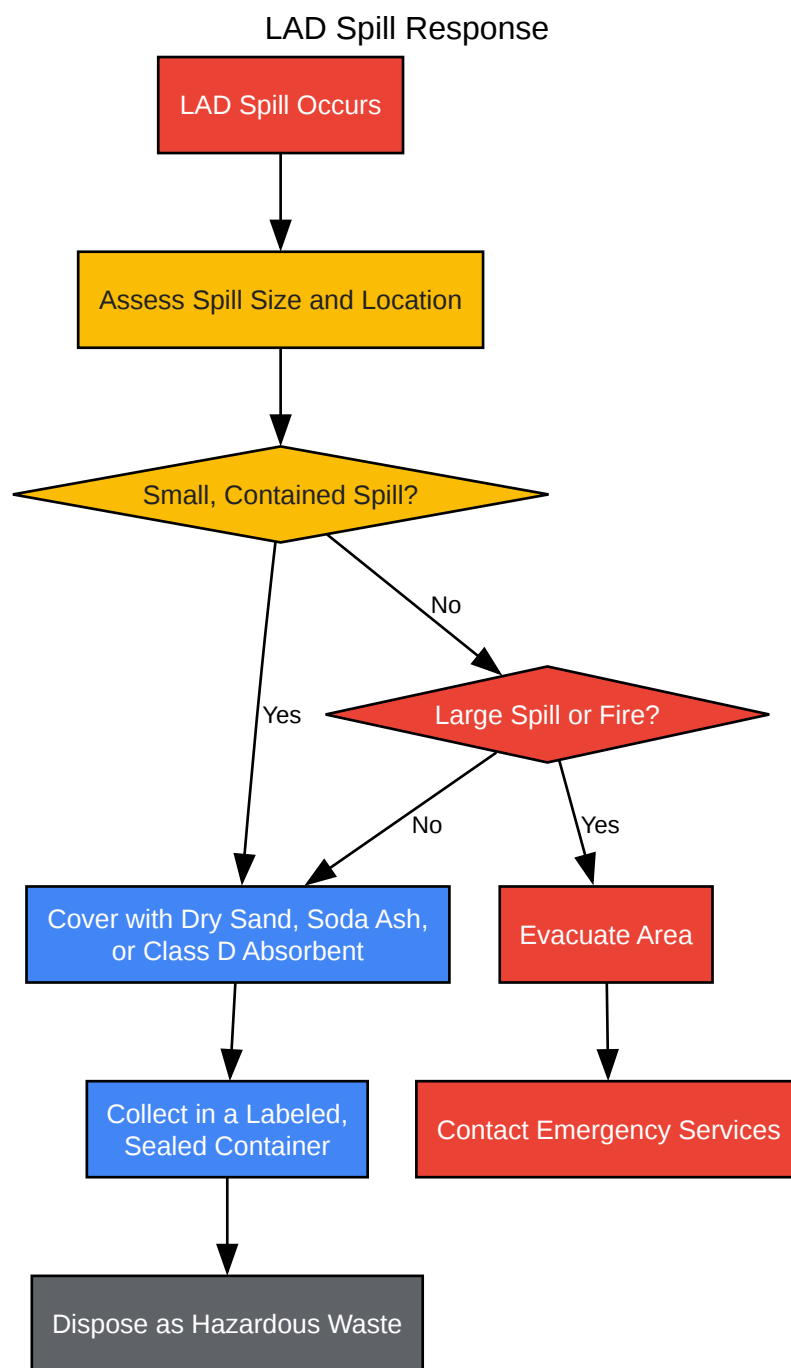 LAD Spill Response
LAD Spill Occurs
Assess Spill Size and Location
Small, Contained Spill?
No
Yes
Large Spill or Fire?
No
Yes
Cover with Dry Sand, Soda Ash,
or Class D Absorbent
Evacuate Area
Collect in a Labeled,
Sealed Container
Contact Emergency Services
Dispose as Hazardous Waste